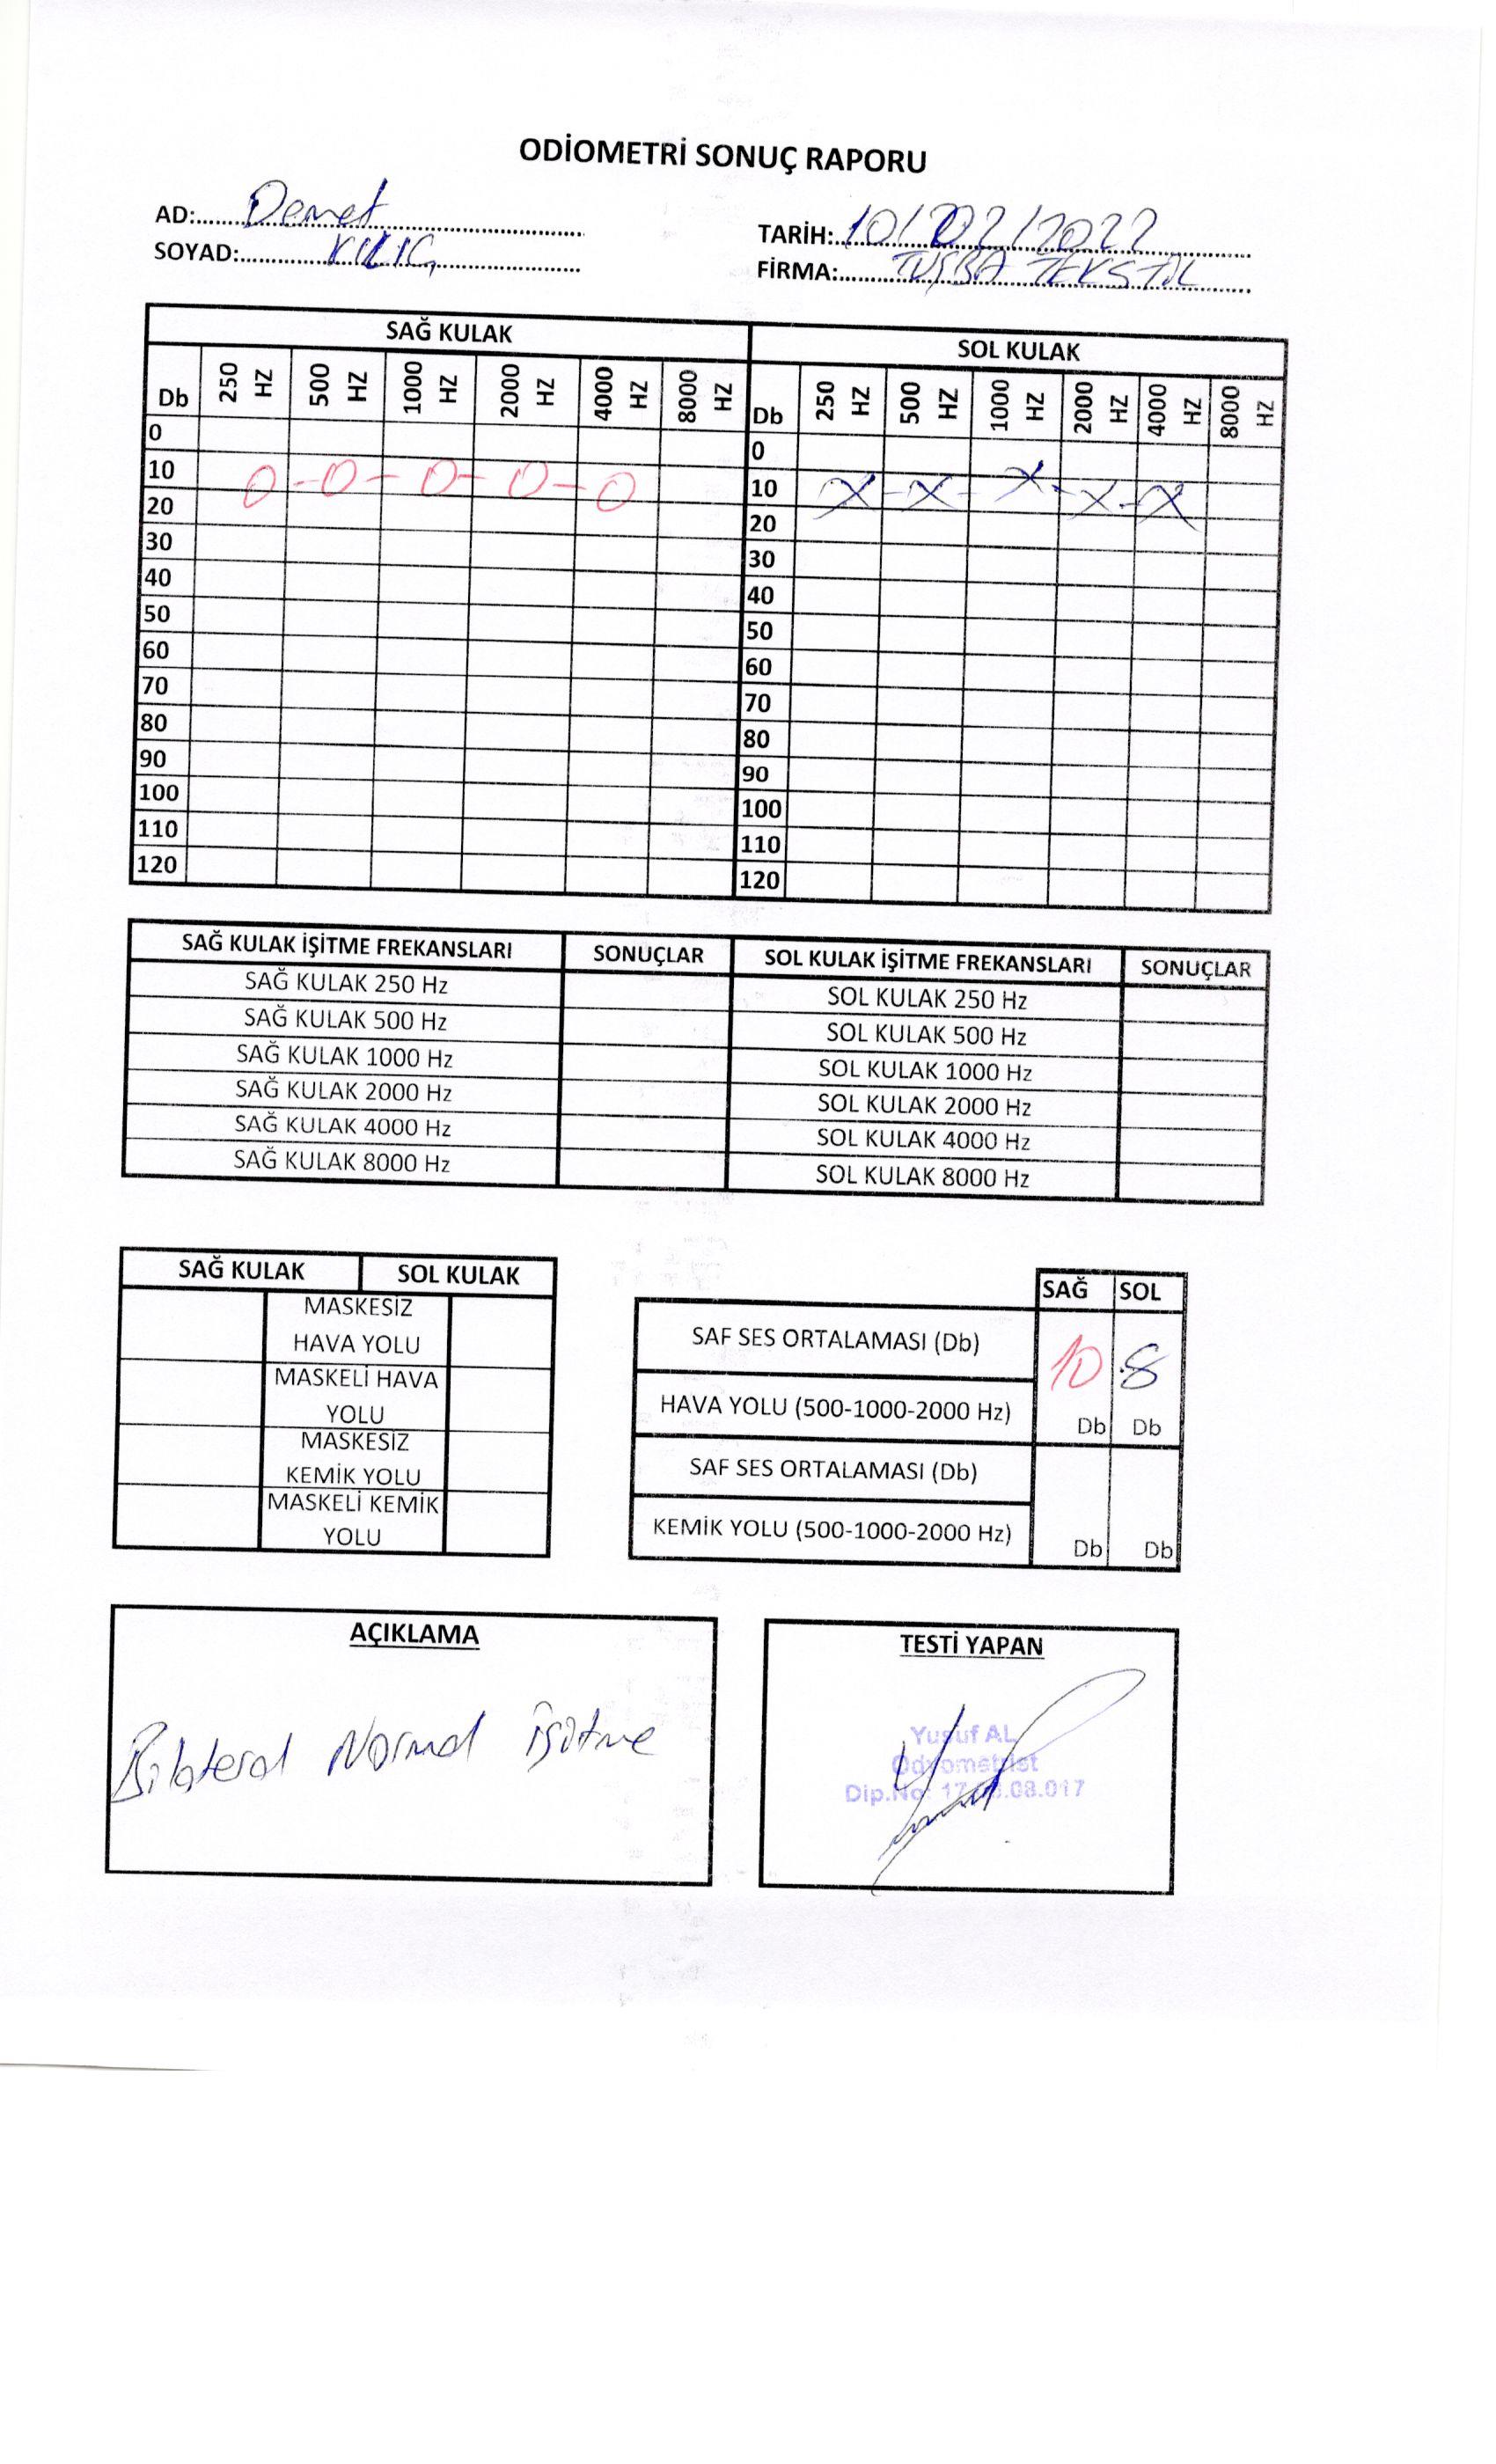 ODİOMETRİ SONUÇ RAPORU
AD:.......Demet
SOYAD:..........KILIÇ
TARİH:.10/02/2022
FİRMA:.......TUŞBA TEKSTİL
SAĞ KULAK SOL KULAK
Db 250 HZ 500 HZ 1000 HZ 2000 HZ 4000 HZ 8000 HZ Db 250 HZ 500 HZ 1000 HZ 2000 HZ 4000 HZ 8000 HZ
0 0
10 O-O-O-O-O 10 X-X-X-X-X
20 20
30 30
40 40
50 50
60 60
70 70
80 80
90 90
100 100
110 110
120 120
SAĞ KULAK İŞİTME FREKANSLARI SONUÇLAR SOL KULAK İŞİTME FREKANSLARI SONUÇLAR
SAĞ KULAK 250 Hz SOL KULAK 250 Hz
SAĞ KULAK 500 Hz SOL KULAK 500 Hz
SAĞ KULAK 1000 Hz SOL KULAK 1000 Hz
SAĞ KULAK 2000 Hz SOL KULAK 2000 Hz
SAĞ KULAK 4000 Hz SOL KULAK 4000 Hz
SAĞ KULAK 8000 Hz SOL KULAK 8000 Hz
SAĞ KULAK SOL KULAK
MASKESİZ
HAVA YOLU
MASKELİ HAVA
YOLU
MASKESİZ
KEMİK YOLU
MASKELİ KEMİK
YOLU
SAĞ SOL
SAF SES ORTALAMASI (Db) 10 8
HAVA YOLU (500-1000-2000 Hz) Db Db
SAF SES ORTALAMASI (Db)
KEMİK YOLU (500-1000-2000 Hz) Db Db
AÇIKLAMA
Bilateral Normal İşitme
TESTİ YAPAN
Yusuf AL
Odyometrist
Dip.No: 17 .08.017